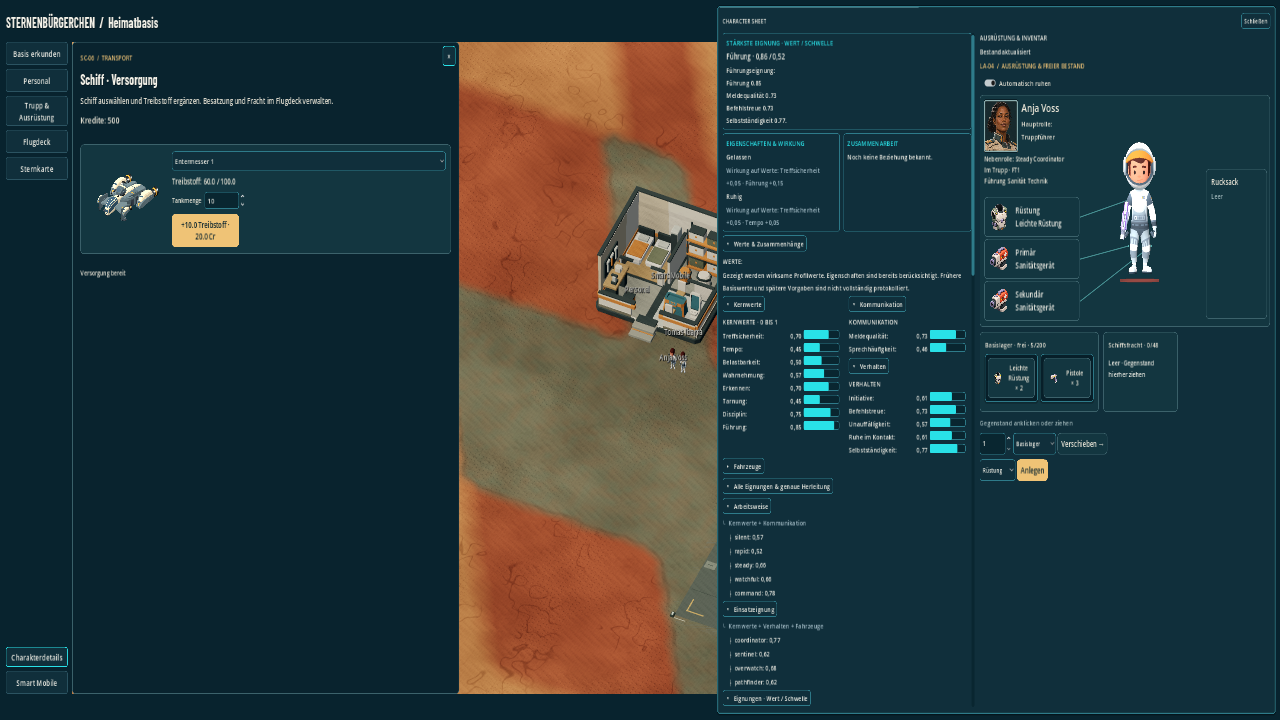 STERNENBÜRGERCHEN / Heimatbasis
Basis erkunden
Personal
Trupp &
Ausrüstung
Flugdeck
Sternkarte
Charakterdetails
Smart Mobile
SC-06 / TRANSPORT
x
Schiff · Versorgung
Schiff auswählen und Treibstoff ergänzen. Besatzung und Fracht im Flugdeck verwalten.
Kredite: 500
Entermesser 1
Treibstoff: 60.0 / 100.0
Tankmenge 10
+10.0 Treibstoff ·
20.0 Cr
Versorgung bereit
Smart Mobile
Personal
Anja Voss
CHARACTER SHEET
Schließen
STÄRKSTE EIGNUNG · WERT / SCHWELLE
Führung · 0,86 / 0,52
Führungseignung:
Führung 0.85
Meldequalität 0.73
Befehlstreue 0.73
Selbstständigkeit 0.77.
EIGENSCHAFTEN & WIRKUNG
Gelassen
Wirkung auf Werte: Treffsicherheit
+0,05 · Führung +0,15
Ruhig
Wirkung auf Werte: Treffsicherheit
+0,05 · Tempo +0,05
ZUSAMMENARBEIT
Noch keine Beziehung bekannt.
Werte & Zusammenhänge
WERTE:
Gezeigt werden wirksame Profilwerte. Eigenschaften sind bereits berücksichtigt. Frühere
Basiswerte und spätere Vorgaben sind nicht vollständig protokolliert.
Kernwerte
KERNWERTE · 0 BIS 1
Treffsicherheit: 0,70
Tempo: 0,45
Belastbarkeit: 0,50
Wahrnehmung: 0,57
Erkennen: 0,70
Tarnung: 0,45
Disziplin: 0,75
Führung: 0,85
Kommunikation
KOMMUNIKATION
Meldequalität: 0,73
Sprechhäufigkeit: 0,48
Verhalten
VERHALTEN
Initiative: 0,61
Befehlstreue: 0,73
Unauffälligkeit: 0,57
Ruhe im Kontakt: 0,61
Selbstständigkeit: 0,77
Fahrzeuge
Alle Eignungen & genaue Herleitung
Arbeitsweise
Kernwerte + Kommunikation
silent: 0,57
rapid: 0,52
steady: 0,66
watchful: 0,66
command: 0,78
Einsatzeignung
Kernwerte + Verhalten + Fahrzeuge
coordinator: 0,77
sentinel: 0,62
overwatch: 0,66
pathfinder: 0,62
Eignungen · Wert / Schwelle
AUSRÜSTUNG & INVENTAR
Bestand aktualisiert
LA-04 / AUSRÜSTUNG & FREIER BESTAND
Automatisch ruhen
Anja Voss
Hauptrolle:
Truppführer
Nebenrolle: Steady Coordinator
Im Trupp · FT1
Führung Sanität Technik
Rüstung
Leichte Rüstung
Primär
Sanitätsgerät
Sekundär
Sanitätsgerät
Rucksack
Leer
Basislager · frei · 5/200
Leichte
Rüstung
× 2
Pistole
× 3
Schiffsfracht · 0/48
Leer · Gegenstand
hierherziehen
Gegenstand anklicken oder ziehen
1
Basislager
Verschieben →
Rüstung
Anlegen